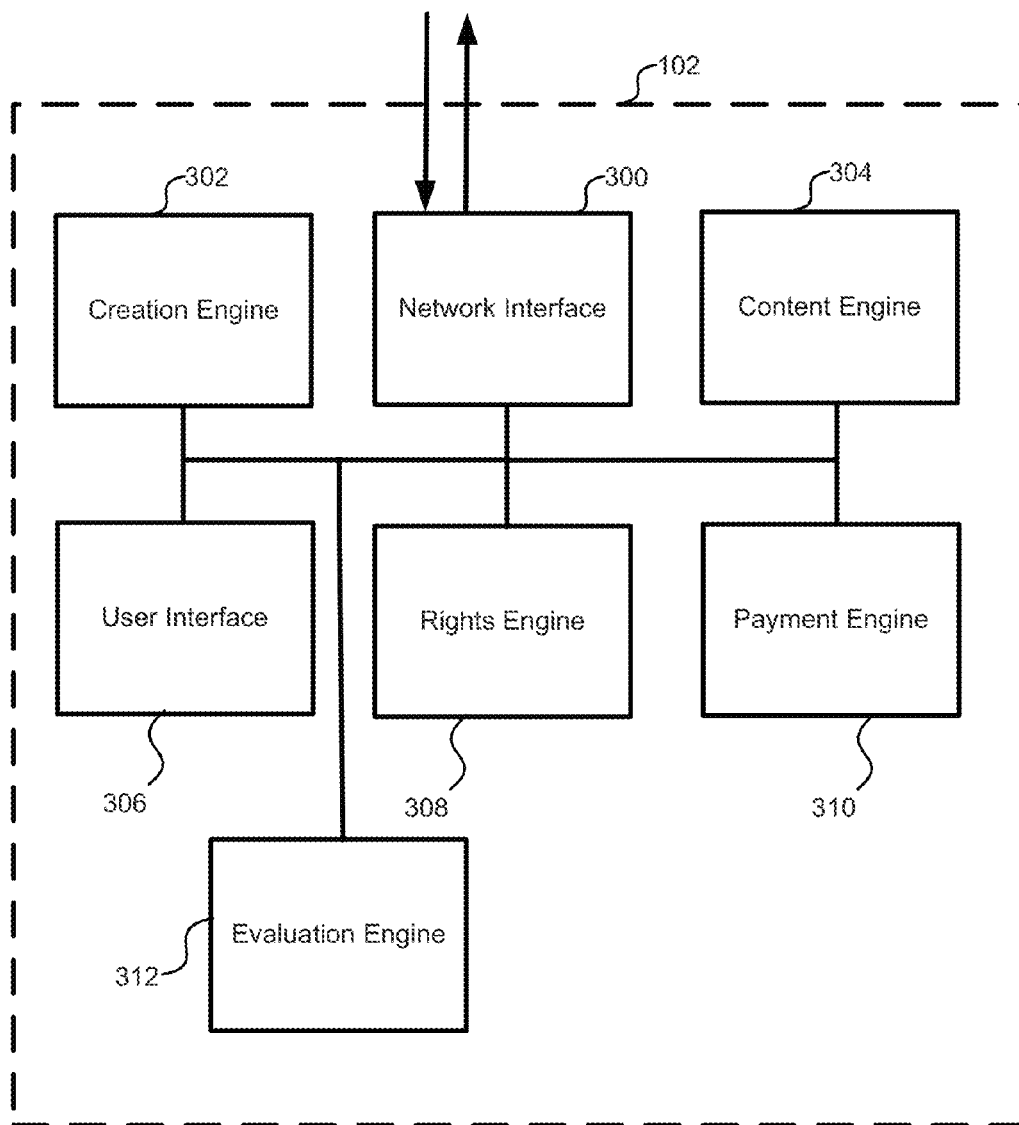 102
302
300
304
Creation Engine
Network Interface
Content Engine
User Interface
Rights Engine
Payment Engine
306
308
310
Evaluation Engine
312